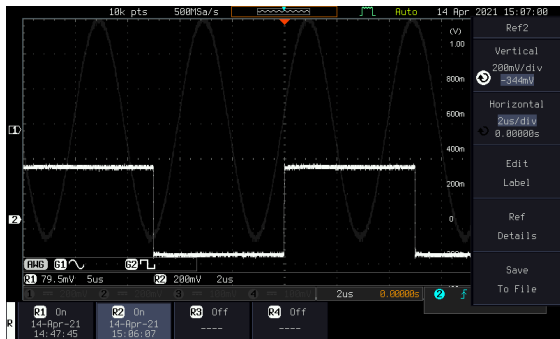 10k pts 500MSa/s Auto 14 Apr 2021 15:07:00
Ref2
(V)
1.00
Vertical
200mV/div
-344mV
800m
Horizontal
2us/div
0.00000s
600m
1
400m
Edit
Label
200m
2
0
Ref
Details
AWG G1 G2
R1 79.5mV 5us R2 200mV 2us
2us 0.00000s 2
Save
To File
R
R1 On
14-Apr-21
14:47:45
R2 On
14-Apr-21
15:06:07
R3 Off
----
R4 Off
----